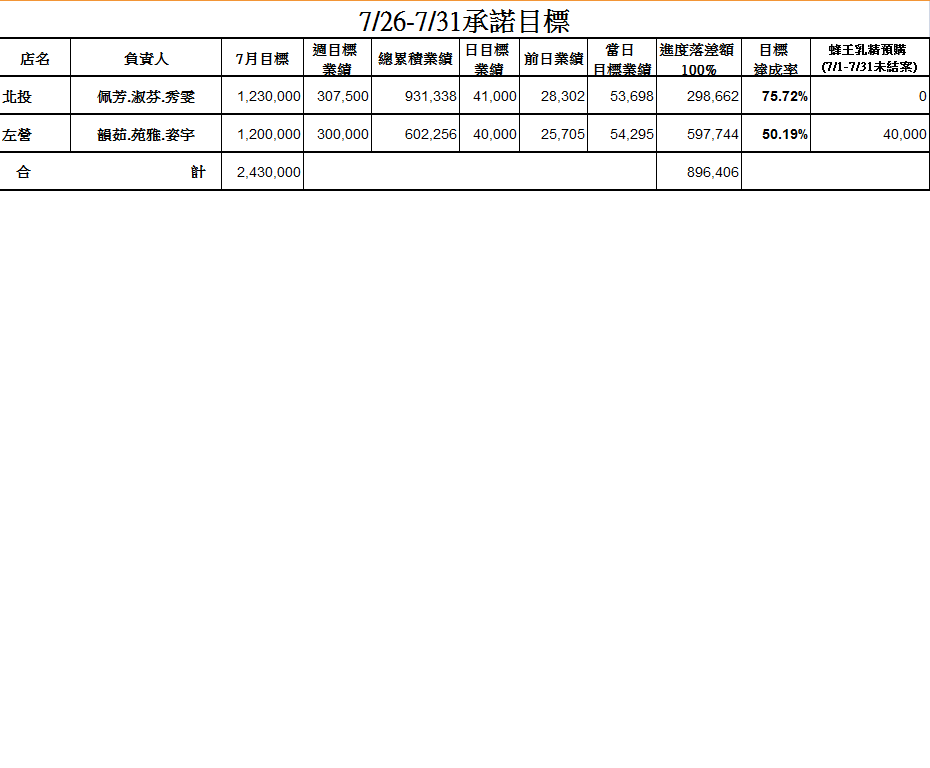 7/26-7/31承諾目標
店名 負責人 7月目標 週目標業績 總累積業績 日目標業績 前日業績 當日目標業績 進度落差額100% 目標達成率 蜂王乳精預購(7/1-7/31未結案)
北投 佩芳.淑芬.秀雯 1,230,000 307,500 931,338 41,000 28,302 53,698 298,662 75.72% 0
左營 韻茹.苑雅.姿宇 1,200,000 300,000 602,256 40,000 25,705 54,295 597,744 50.19% 40,000
合 計 2,430,000 896,406